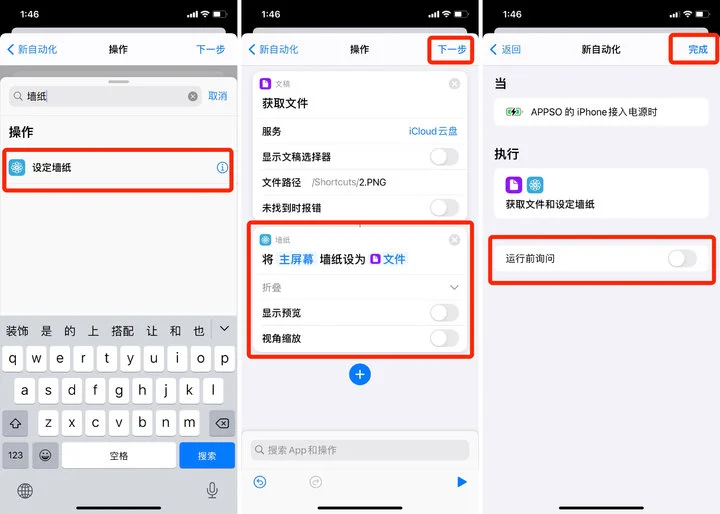 1:46
新自动化
操作
下一步
墙纸
取消
操作
设定墙纸
装饰 是 的 上 搭配 让 和 也
q w e r t y u i o p
a s d f g h j k l
z x c v b n m
123
空格
搜索
1:46
新自动化
操作
下一步
文稿
获取文件
服务
iCloud云盘
显示文稿选择器
文件路径 /Shortcuts/2.PNG
未找到时报错
墙纸
将 主屏幕 墙纸设为 文件
折叠
显示预览
视角缩放
搜索 App 和操作
1:46
返回
新自动化
完成
当
APPSO 的 iPhone 接入电源时
执行
获取文件和设定墙纸
运行前询问